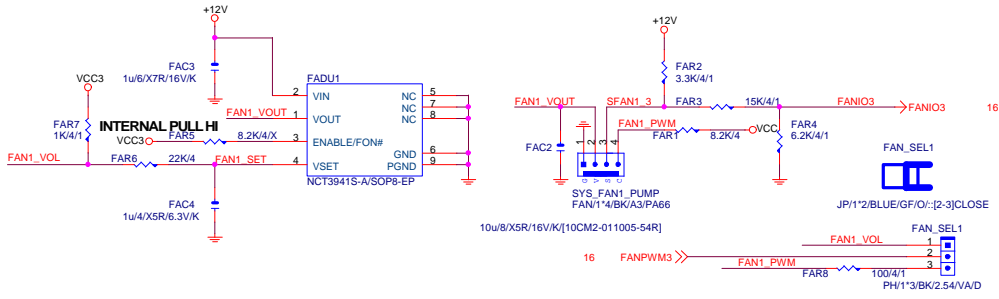 +12V
FAC3
1u/6/X7R/16V/K
VCC3
FAR7
1K/4/1
INTERNAL PULL HI
VCC3
FAR5
8.2K/4/X
FAN1_VOL
FAR6
22K/4
FAN1_SET
FAC4
1u/4/X5R/6.3V/K
FADU1
FAN1_VOUT
2
1
3
4
VIN
VOUT
ENABLE/FON#
VSET
NC
NC
NC
GND
PGND
5
7
8
6
9
NCT3941S-A/SOP8-EP
+12V
FAR2
3.3K/4/1
FAN1_VOUT
SFAN1_3
FAR3
15K/4/1
FANIO3
FANIO3
16
FAN1_PWM
FAR1
8.2K/4
VCC
FAR4
6.2K/4/1
FAC2
1
2
3
4
G
V
S
C
SYS_FAN1_PUMP
FAN/1*4/BK/A3/PA66
10u/8/X5R/16V/K/[10CM2-011005-54R]
FAN_SEL1
JP/1*2/BLUE/GF/O/::[2-3]CLOSE
FAN_SEL1
FAN1_VOL
1
16
FANPWM3
2
FAN1_PWM
3
FAR8
100/4/1
PH/1*3/BK/2.54/VA/D